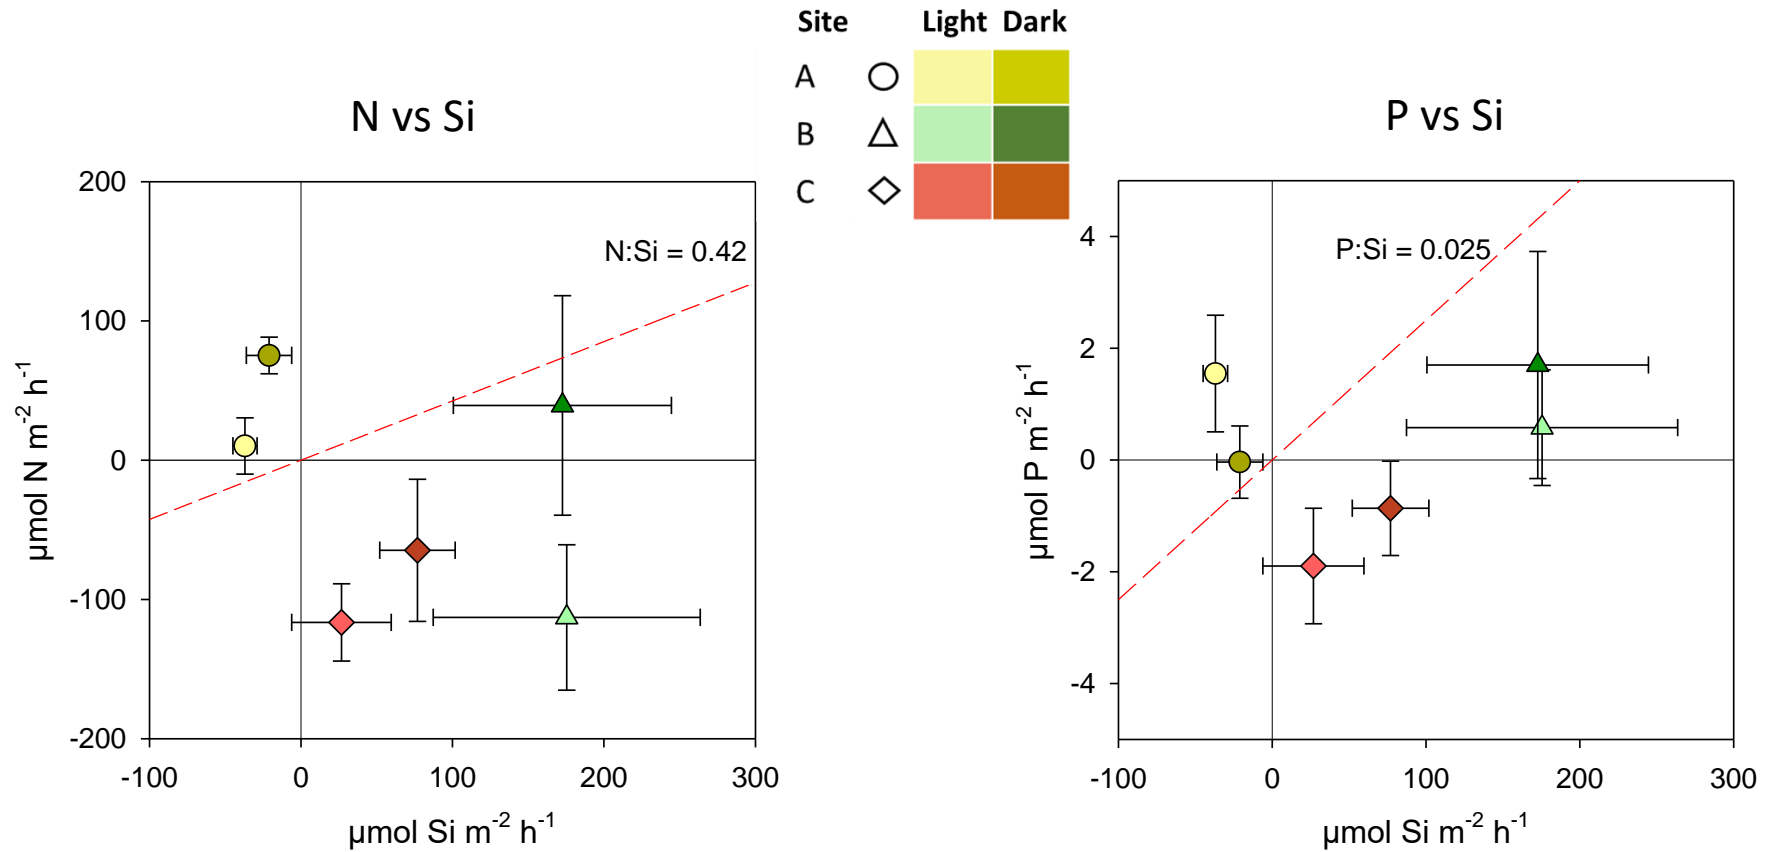 Site Light Dark
A
B
C
N vs Si
200
100
0
-100
-200
N:Si = 0.42
-100 0 100 200 300
µmol N m-2 h-1
µmol Si m-2 h-1
P vs Si
4
2
0
-2
-4
P:Si = 0.025
-100 0 100 200 300
µmol P m-2 h-1
µmol Si m-2 h-1